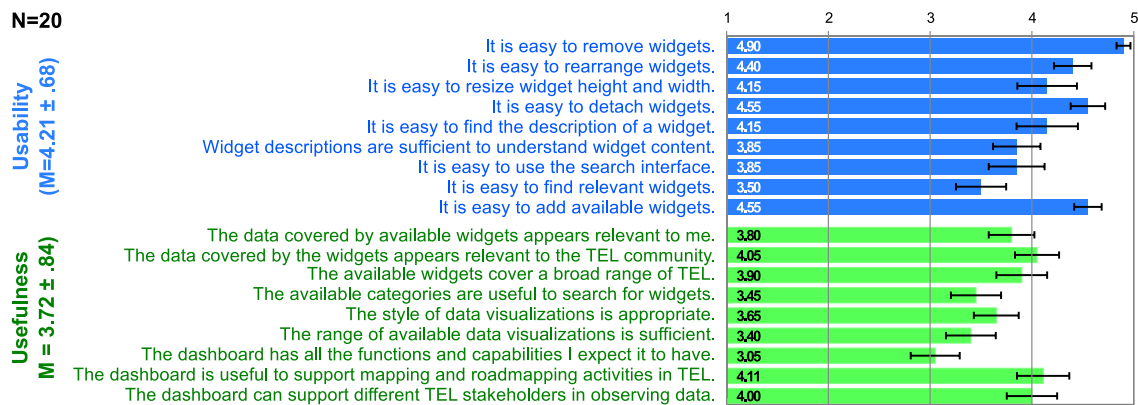 N=20
1 2 3 4 5
Usability
(M=4.21 ± .68)
It is easy to remove widgets. 4.90
It is easy to rearrange widgets. 4.40
It is easy to resize widget height and width. 4.15
It is easy to detach widgets. 4.55
It is easy to find the description of a widget. 4.15
Widget descriptions are sufficient to understand widget content. 3.85
It is easy to use the search interface. 3.85
It is easy to find relevant widgets. 3.50
It is easy to add available widgets. 4.55
Usefulness
M = 3.72 ± .84)
The data covered by available widgets appears relevant to me. 3.80
The data covered by the widgets appears relevant to the TEL community. 4.05
The available widgets cover a broad range of TEL. 3.90
The available categories are useful to search for widgets. 3.45
The style of data visualizations is appropriate. 3.65
The range of available data visualizations is sufficient. 3.40
The dashboard has all the functions and capabilities I expect it to have. 3.05
The dashboard is useful to support mapping and roadmapping activities in TEL. 4.11
The dashboard can support different TEL stakeholders in observing data. 4.00